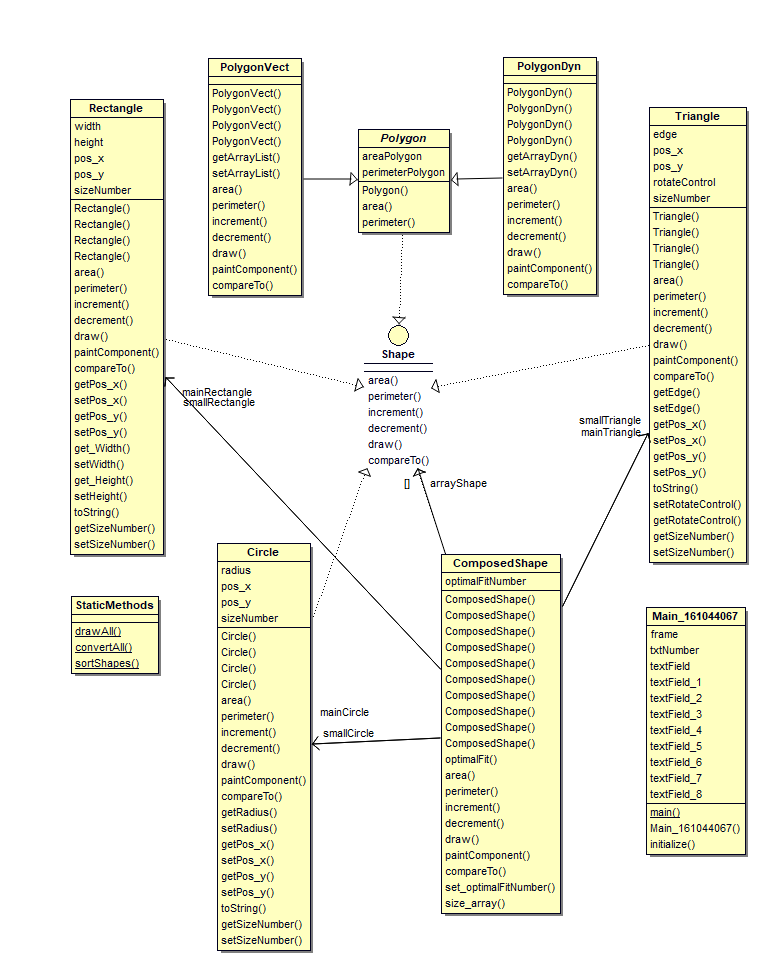 PolygonVect
PolygonVect()
PolygonVect()
PolygonVect()
PolygonVect()
getArrayList()
setArrayList()
area()
perimeter()
increment()
decrement()
draw()
paintComponent()
compareTo()
PolygonDyn
PolygonDyn()
PolygonDyn()
PolygonDyn()
PolygonDyn()
getArrayDyn()
setArrayDyn()
area()
perimeter()
increment()
decrement()
draw()
paintComponent()
compareTo()
Rectangle
width
height
pos_x
pos_y
sizeNumber
Rectangle()
Rectangle()
Rectangle()
Rectangle()
area()
perimeter()
increment()
decrement()
draw()
paintComponent()
compareTo()
getPos_x()
setPos_x()
getPos_y()
setPos_y()
get_Width()
setWidth()
get_Height()
setHeight()
toString()
getSizeNumber()
setSizeNumber()
Polygon
areaPolygon
perimeterPolygon
Polygon()
area()
perimeter()
Triangle
edge
pos_x
pos_y
rotateControl
sizeNumber
Triangle()
Triangle()
Triangle()
Triangle()
area()
perimeter()
increment()
decrement()
draw()
paintComponent()
compareTo()
getEdge()
setEdge()
getPos_x()
setPos_x()
getPos_y()
setPos_y()
toString()
setRotateControl()
getRotateControl()
getSizeNumber()
setSizeNumber()
Shape
area()
perimeter()
increment()
decrement()
draw()
compareTo()
mainRectangle
smallRectangle
smallTriangle
mainTriangle
[] arrayShape
Circle
radius
pos_x
pos_y
sizeNumber
Circle()
Circle()
Circle()
Circle()
area()
perimeter()
increment()
decrement()
draw()
paintComponent()
compareTo()
getRadius()
setRadius()
getPos_x()
setPos_x()
getPos_y()
setPos_y()
toString()
getSizeNumber()
setSizeNumber()
mainCircle
smallCircle
ComposedShape
optimalFitNumber
ComposedShape()
ComposedShape()
ComposedShape()
ComposedShape()
ComposedShape()
ComposedShape()
ComposedShape()
ComposedShape()
ComposedShape()
ComposedShape()
optimalFit()
area()
perimeter()
increment()
decrement()
draw()
paintComponent()
compareTo()
set_optimalFitNumber()
size_array()
StaticMethods
drawAll()
convertAll()
sortShapes()
Main_161044067
frame
txtNumber
textField
textField_1
textField_2
textField_3
textField_4
textField_5
textField_6
textField_7
textField_8
main()
Main_161044067()
initialize()